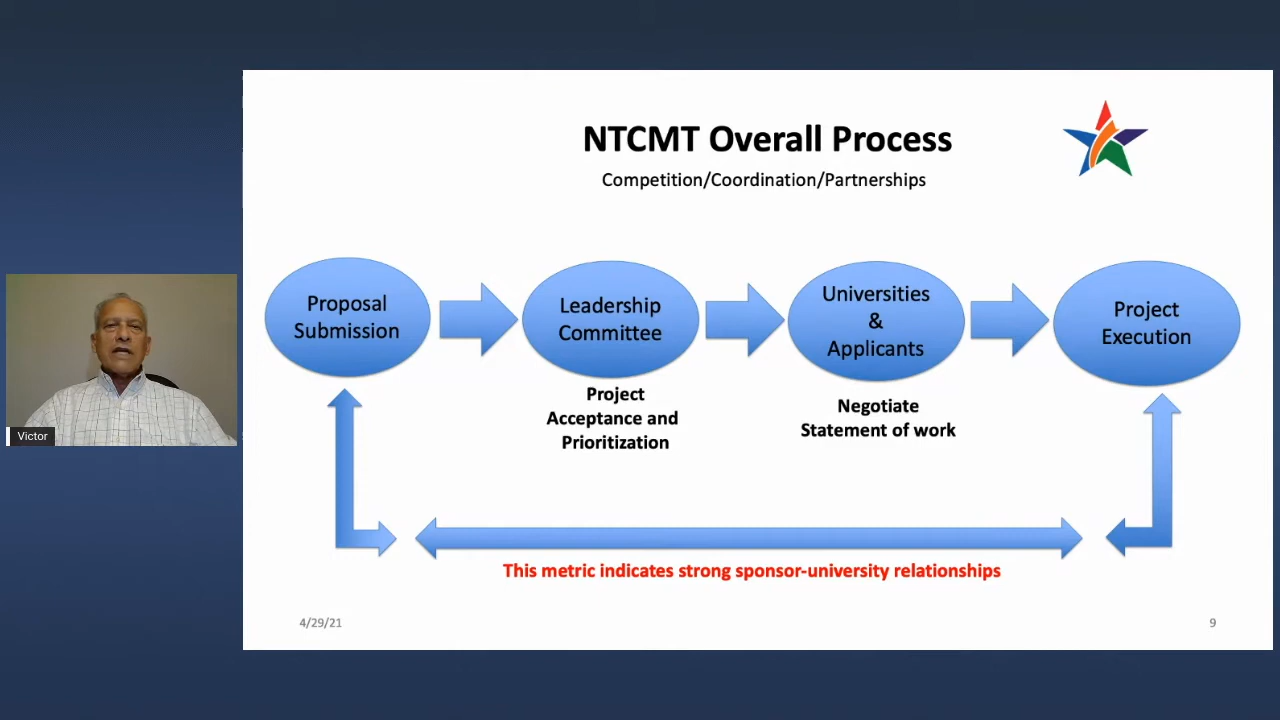 NTCMT Overall Process
Competition/Coordination/Partnerships
Proposal
Submission
Leadership
Committee
Universities
&
Applicants
Project
Execution
Project
Acceptance and
Prioritization
Negotiate
Statement of work
Victor
This metric indicates strong sponsor-university relationships
4/29/21
9